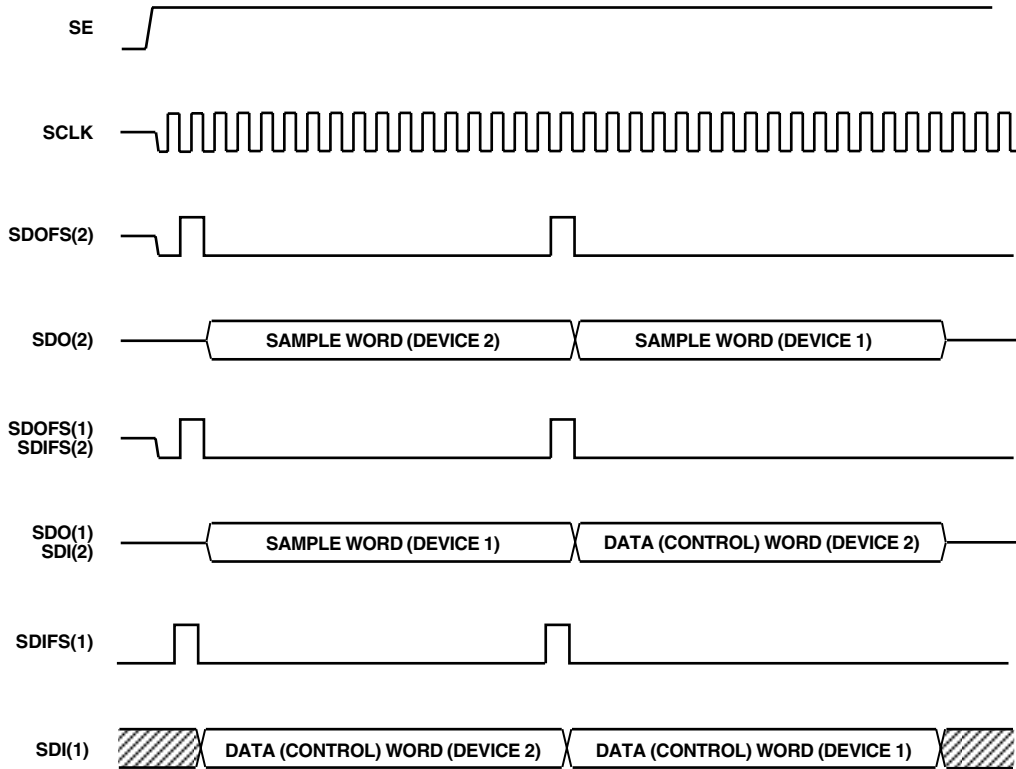 SE
SCLK
SDOFS(2)
SDO(2)
SAMPLE WORD (DEVICE 2)
SAMPLE WORD (DEVICE 1)
SDOFS(1)
SDIFS(2)
SDO(1)
SDI(2)
SAMPLE WORD (DEVICE 1)
DATA (CONTROL) WORD (DEVICE 2)
SDIFS(1)
SDI(1)
DATA (CONTROL) WORD (DEVICE 2)
DATA (CONTROL) WORD (DEVICE 1)